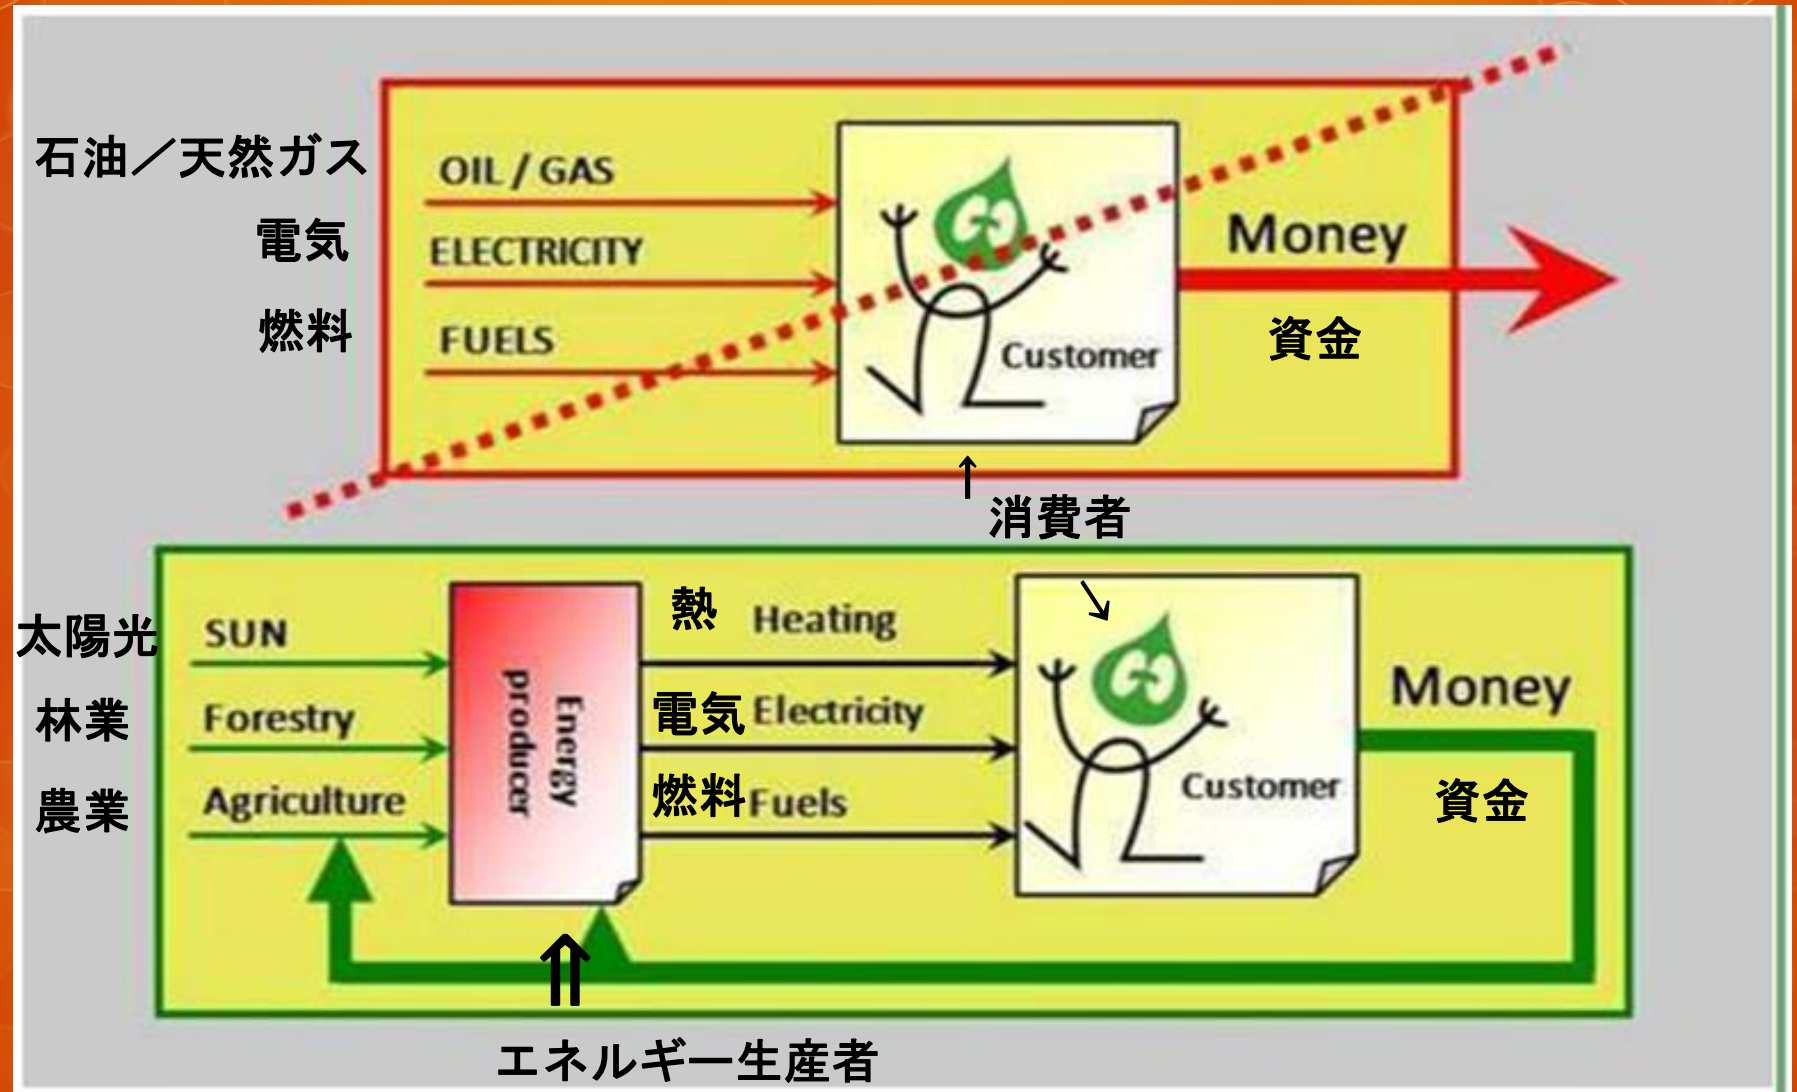 石油／天然ガス
OIL / GAS
電気
ELECTRICITY
燃料
FUELS
Customer
Money
資金
消費者
太陽光
SUN
林業
Forestry
農業
Agriculture
Energy
producer
熱 Heating
電気 Electricity
燃料 Fuels
Customer
Money
資金
エネルギー生産者